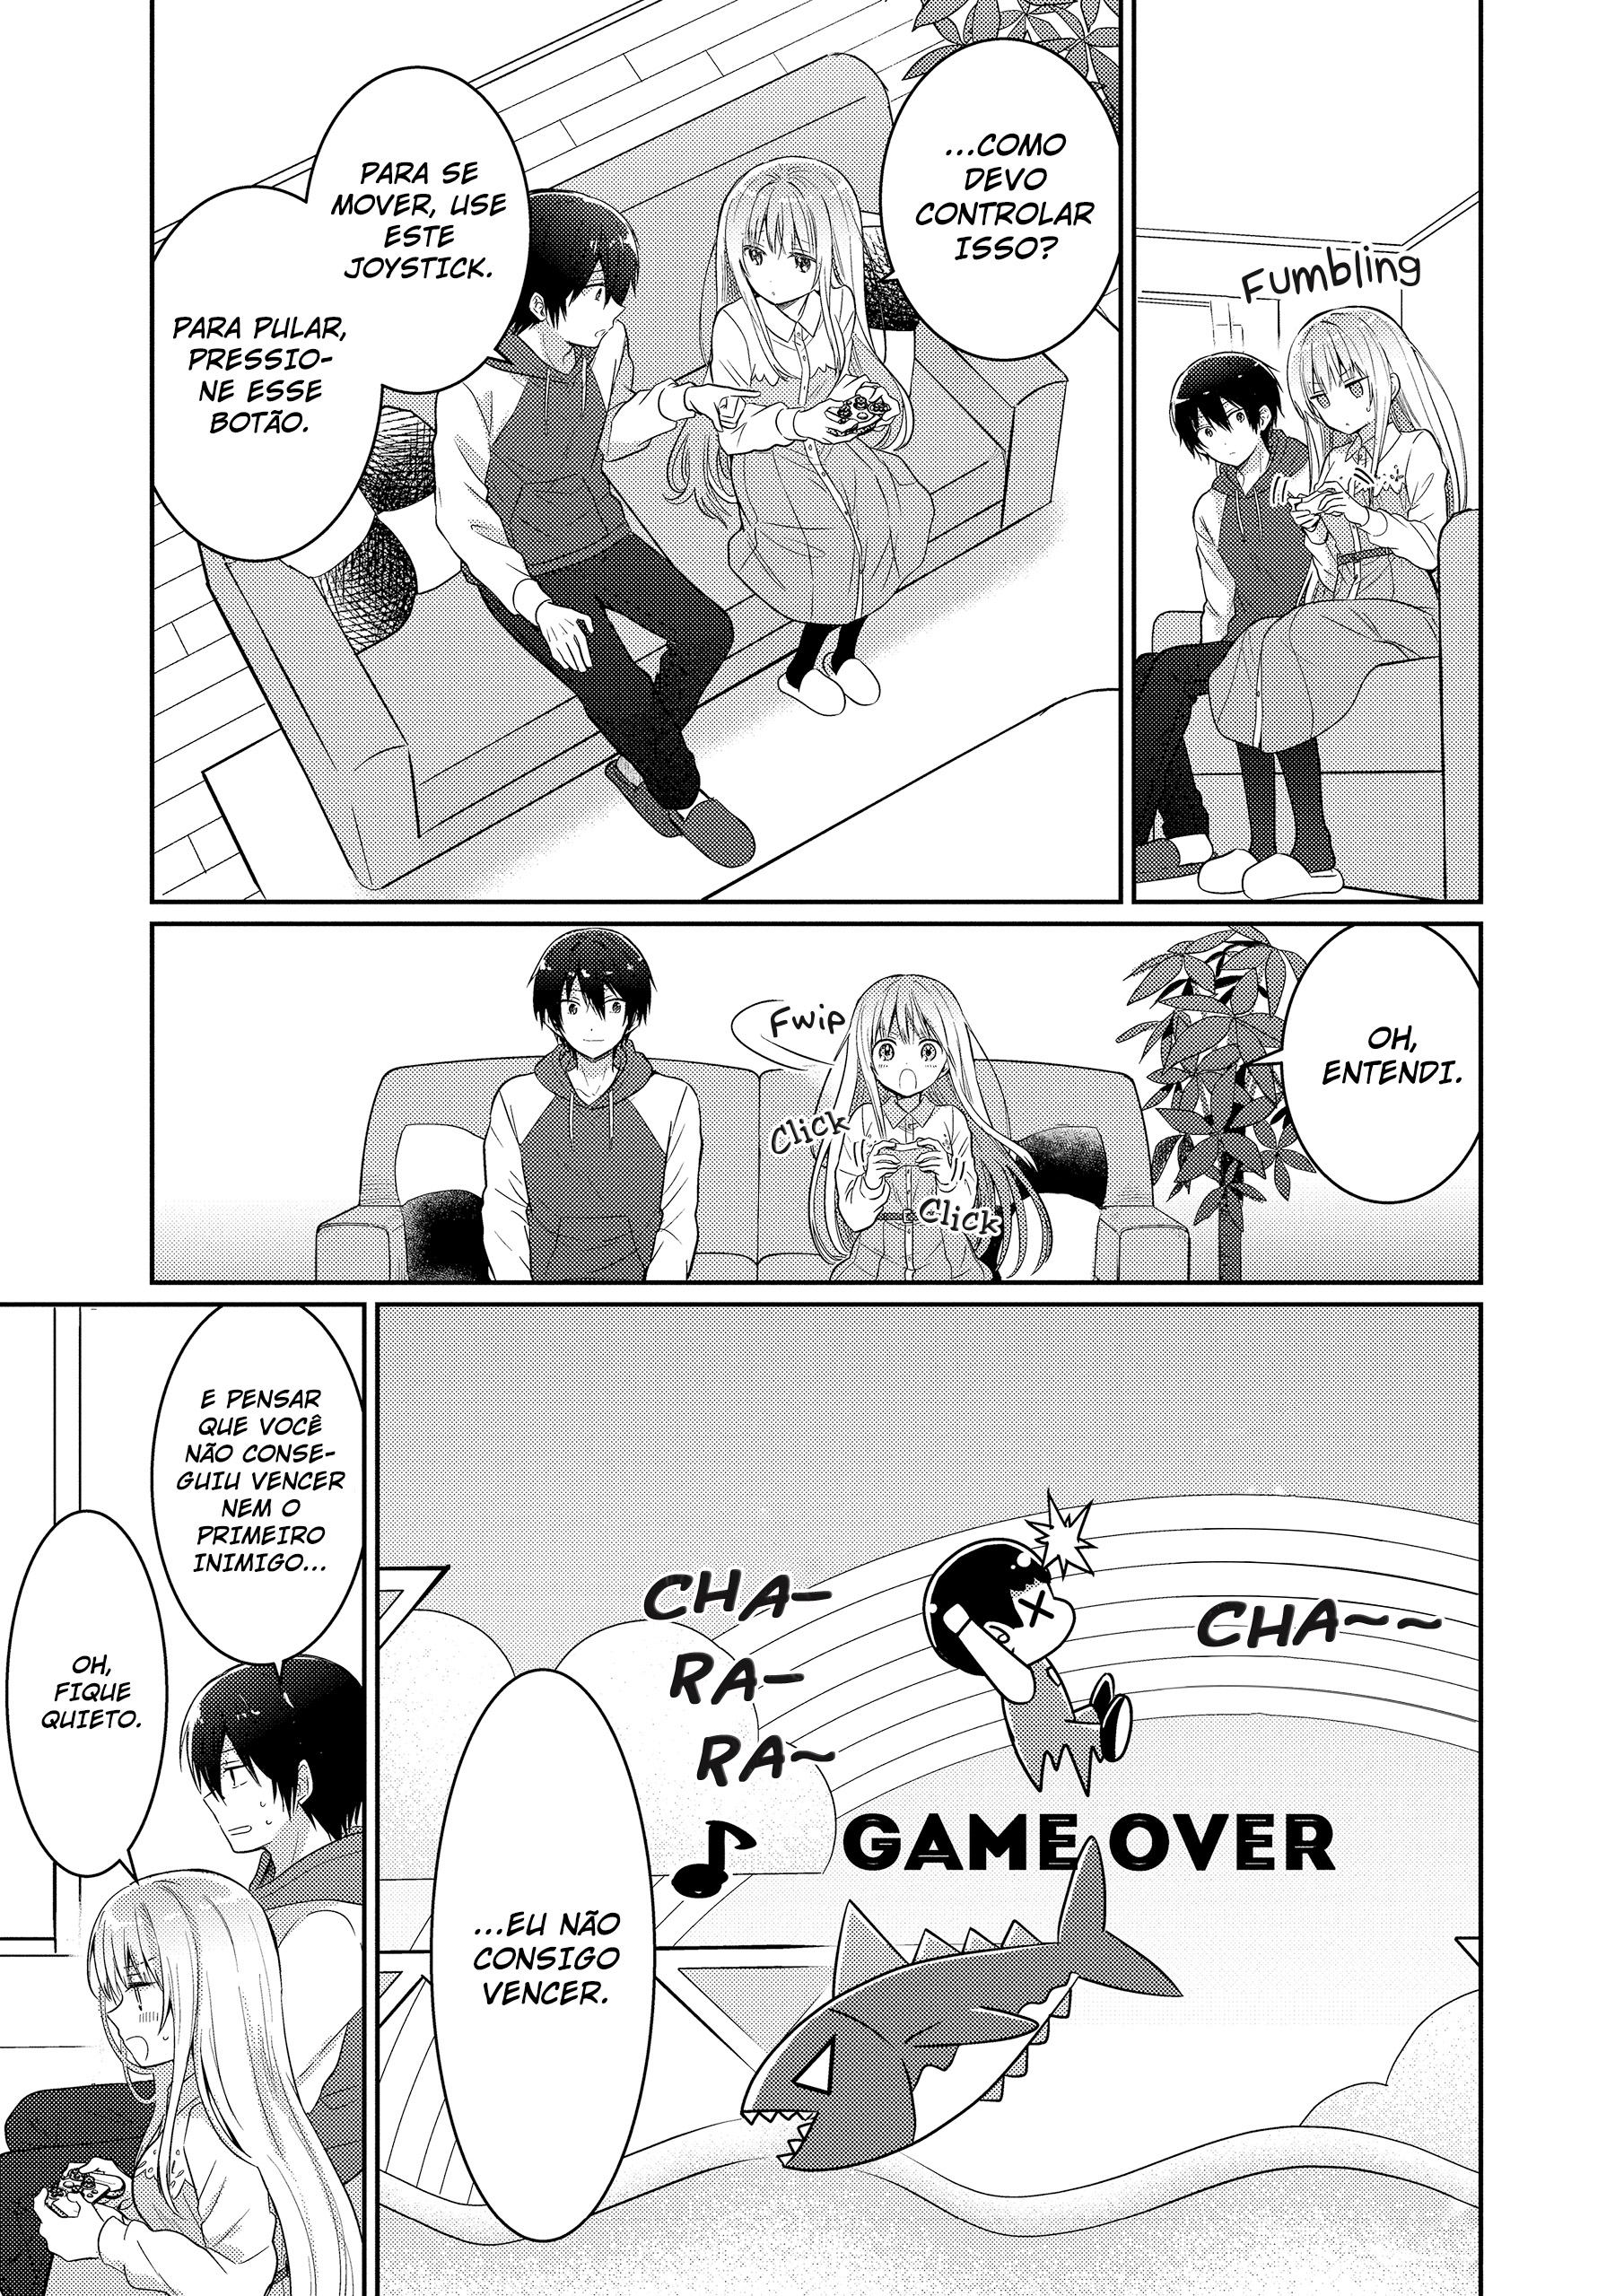 Fumbling
...COMO
DEVO
CONTROLAR
ISSO?
PARA SE
MOVER, USE
ESTE
JOYSTICK.
PARA PULAR,
PRESSIO-
NE ESSE
BOTÃO.
OH,
ENTENDI.
Fwip
Click
Click
CHA-
RA-
RA~
CHA~~
GAME OVER
...EU NÃO
CONSIGO
VENCER.
E PENSAR
QUE VOCÊ
NÃO CONSE-
GUIU VENCER
NEM O
PRIMEIRO
INIMIGO...
OH,
FIQUE
QUIETO.